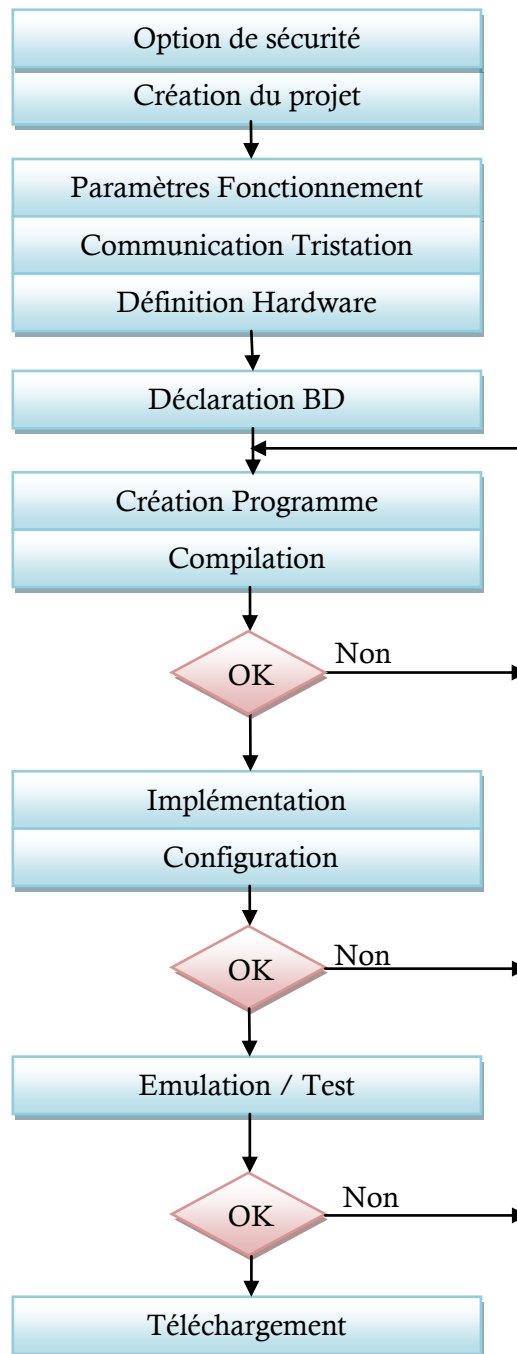 Option de sécurité
Création du projet
Paramètres Fonctionnement
Communication Tristation
Définition Hardware
Déclaration BD
Création Programme
Compilation
OK
Non
Implémentation
Configuration
OK
Non
Emulation / Test
OK
Non
Téléchargement